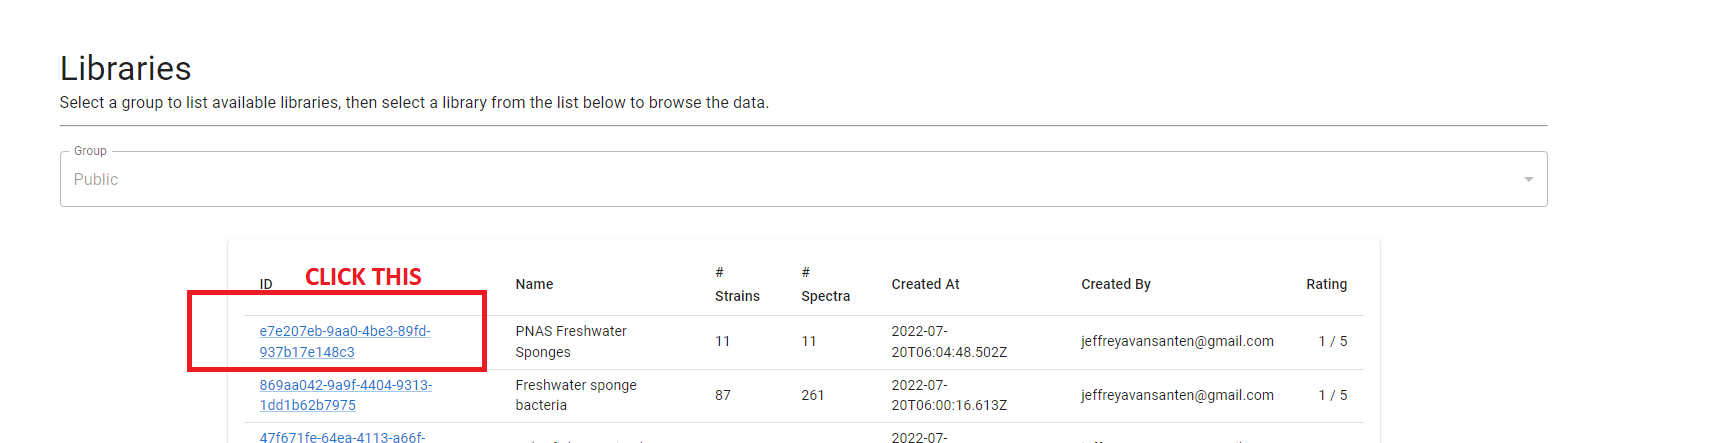 Libraries
Select a group to list available libraries, then select a library from the list below to browse the data.
Group
Public
CLICK THIS
ID
Name
#
Strains
#
Spectra
Created At
Created By
Rating
e7e207eb-9aa0-4be3-89fd-
937b17e148c3
PNAS Freshwater
Sponges
11
11
2022-07-
20T06:04:48.502Z
jeffreyavansanten@gmail.com
1 / 5
869aa042-9a9f-4404-9313-
1dd1b62b7975
Freshwater sponge
bacteria
87
261
2022-07-
20T06:00:16.613Z
jeffreyavansanten@gmail.com
1 / 5
47f671fe-64ea-4113-a66f-
2022-07-